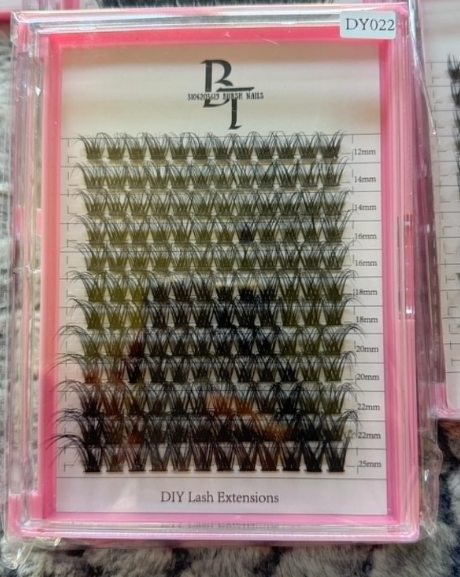 DY022
BT
12mm
14mm
14mm
16mm
16mm
18mm
18mm
20mm
20mm
22mm
22mm
25mm
DIY Lash Extensions